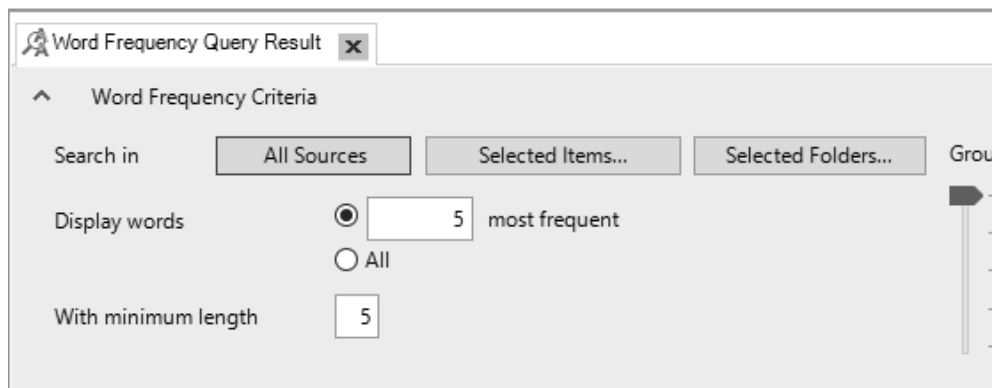 Word Frequency Query Result
Word Frequency Criteria
Search in All Sources Selected Items... Selected Folders... Grou
Display words 5 most frequent
All
With minimum length 5